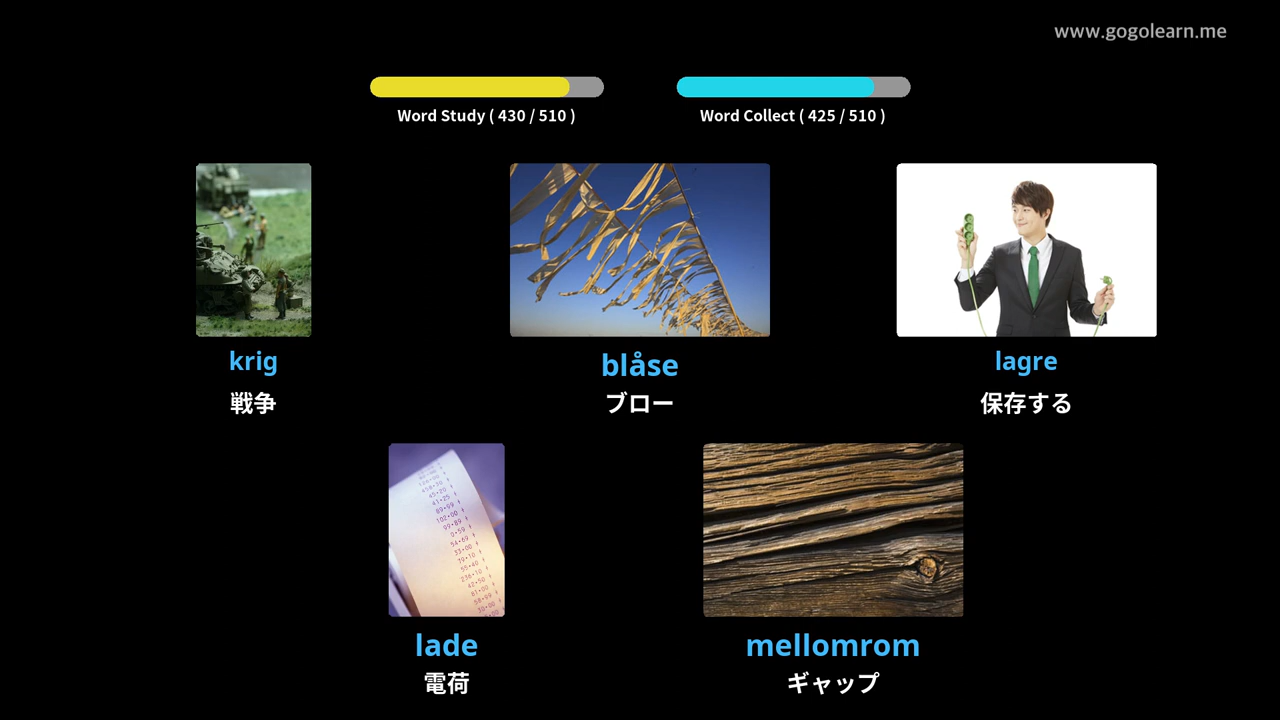 www.gogolearn.me
Word Study ( 430 / 510 )
Word Collect ( 425 / 510 )
krig
戦争
blåse
ブロー
lagre
保存する
lade
電荷
mellomrom
ギャップ